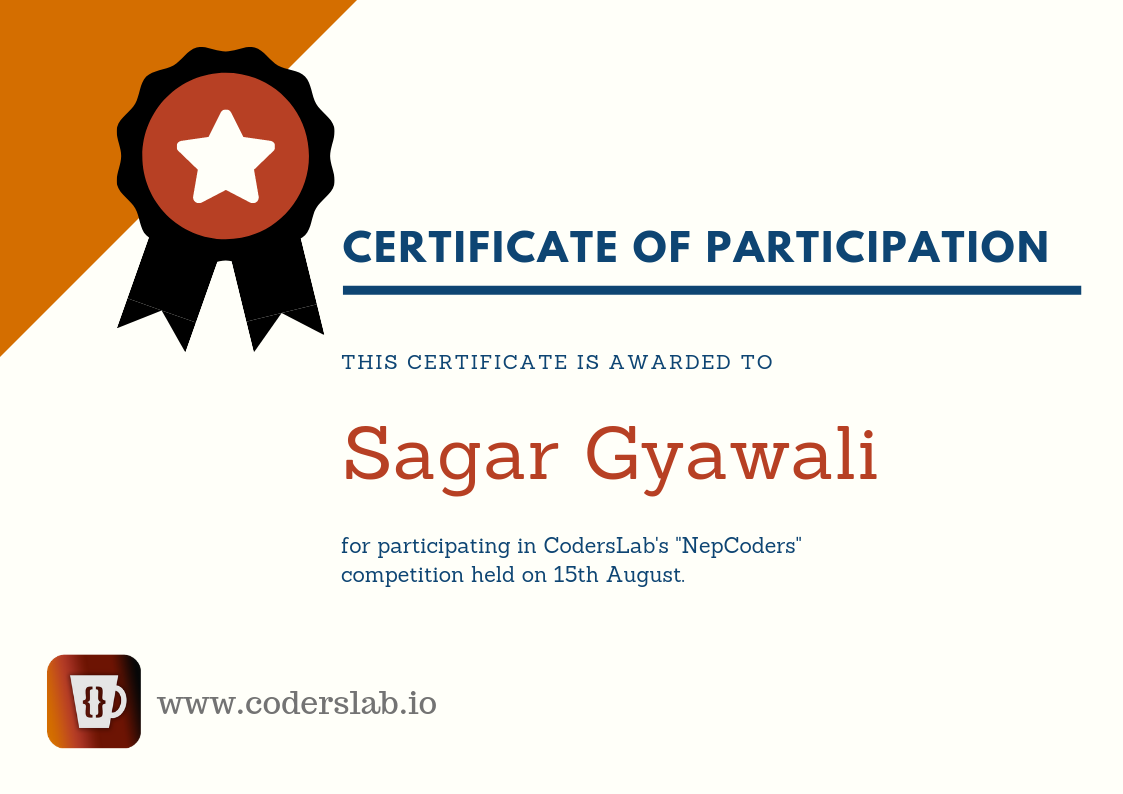 CERTIFICATE OF PARTICIPATION
THIS CERTIFICATE IS AWARDED TO
Sagar Gyawali
for participating in CodersLab's "NepCoders"
competition held on 15th August.
{}
www.coderslab.io